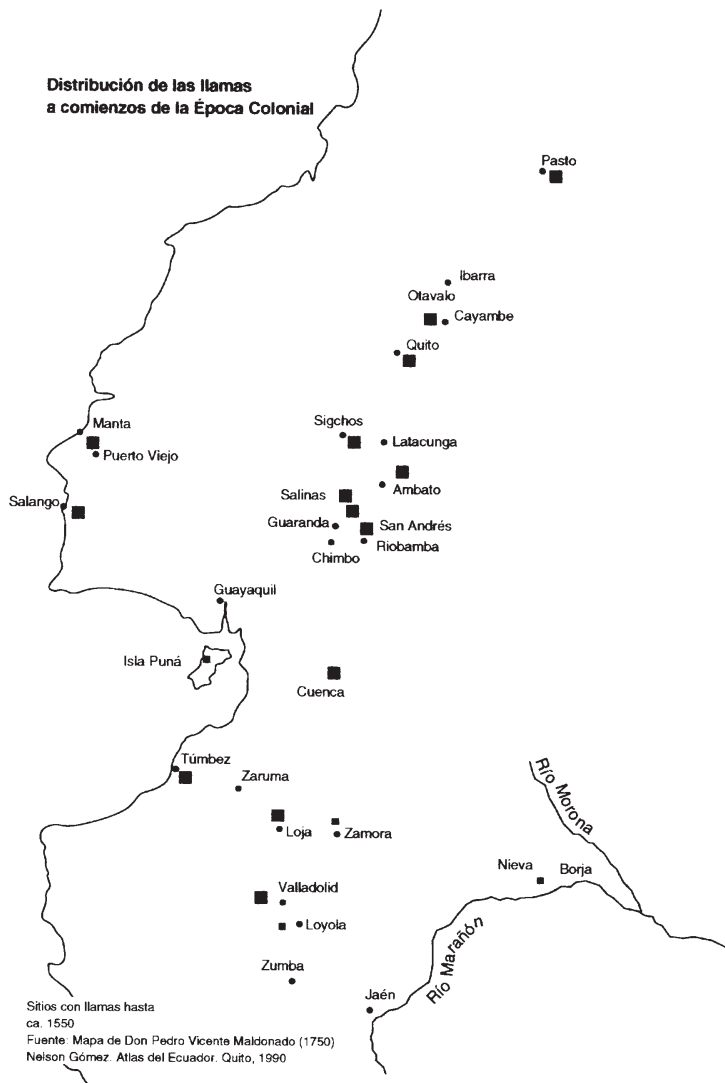 Distribución de las llamas
a comienzos de la Época Colonial
Pasto
Ibarra
Otavalo
Cayambe
Quito
Manta
Puerto Viejo
Sigchos
Latacunga
Ambato
Salinas
Salango
Guaranda
San Andrés
Chimbo
Riobamba
Guayaquil
Isla Puná
Cuenca
Túmbez
Zaruma
Loja
Zamora
Río Morona
Nieva
Borja
Valladolid
Loyola
Río Marañón
Zumba
Jaén
Sitios con llamas hasta
ca. 1550
Fuente: Mapa de Don Pedro Vicente Maldonado (1750)
Nelson Gómez. Atlas del Ecuador. Quito, 1990